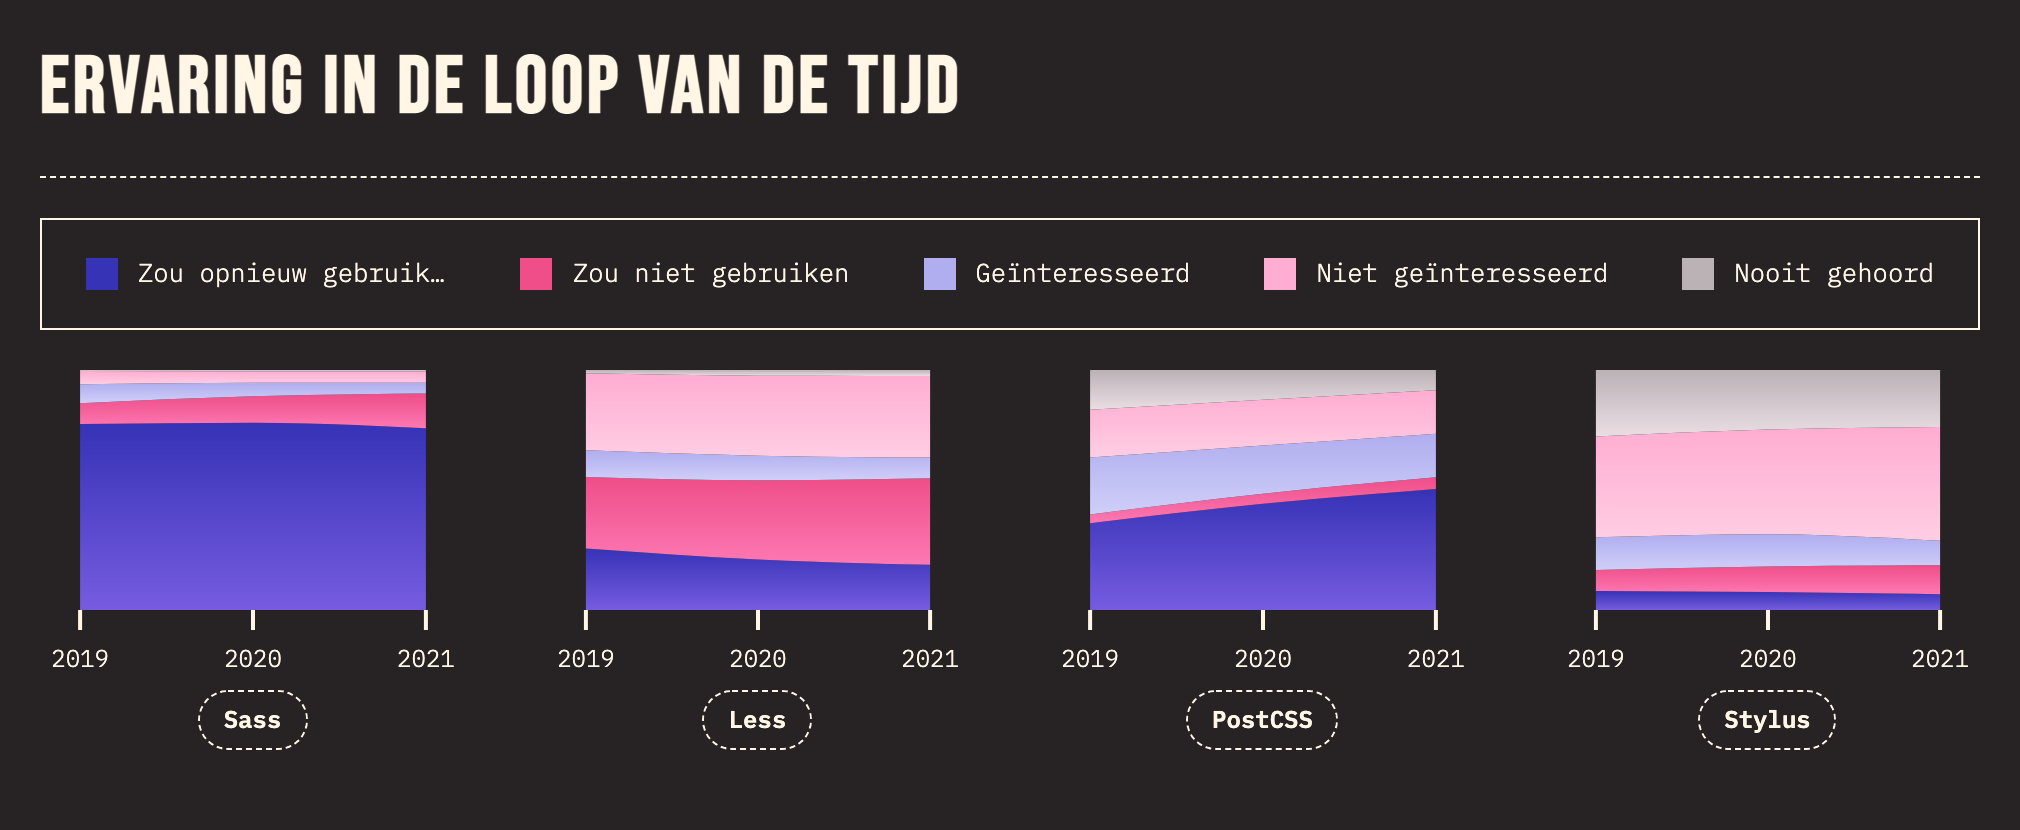 ERVARING IN DE LOOP VAN DE TIJD
Zou opnieuw gebruik… Zou niet gebruiken Geïnteresseerd Niet geïnteresseerd Nooit gehoord
2019 2020 2021 2019 2020 2021 2019 2020 2021 2019 2020 2021
Sass Less PostCSS Stylus